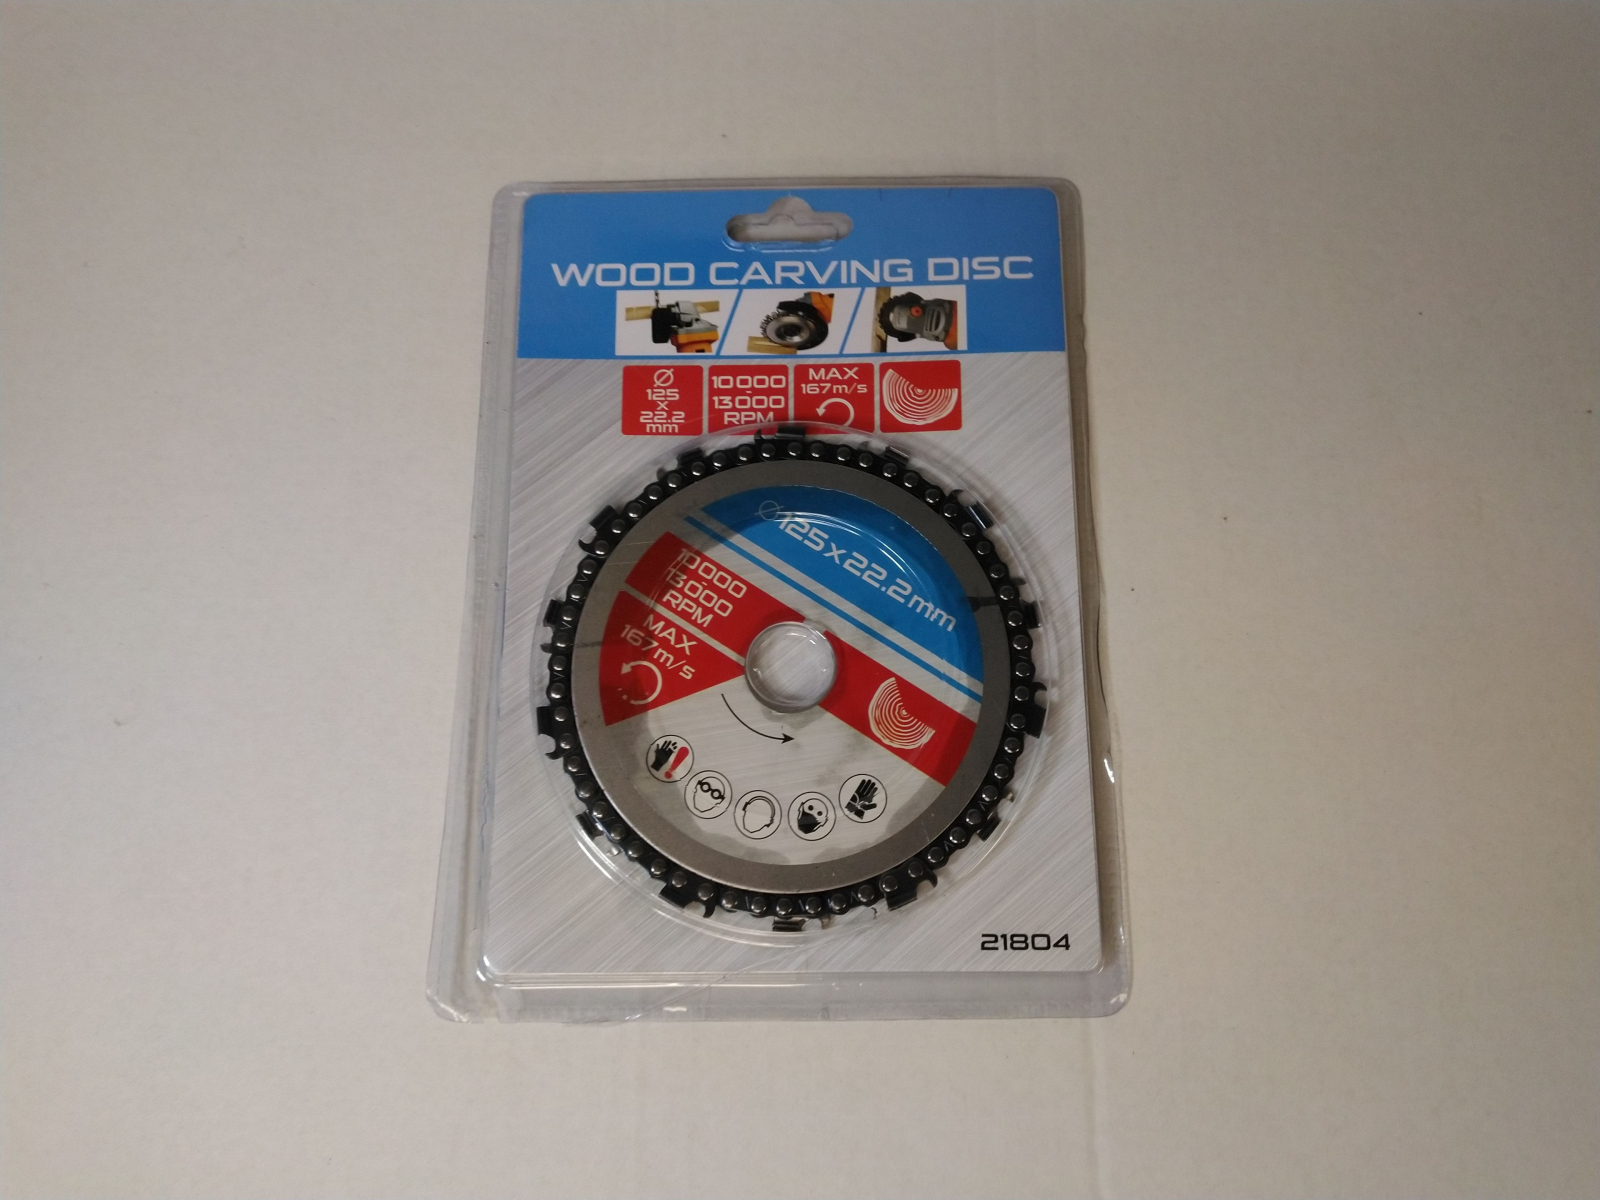 WOOD CARVING DISC
Ø
125
x
22.2
mm
10000
-
13000
RPM
MAX
167m/s
Ø125x22.2mm
10000
-
13000
RPM
MAX
167m/s
21804